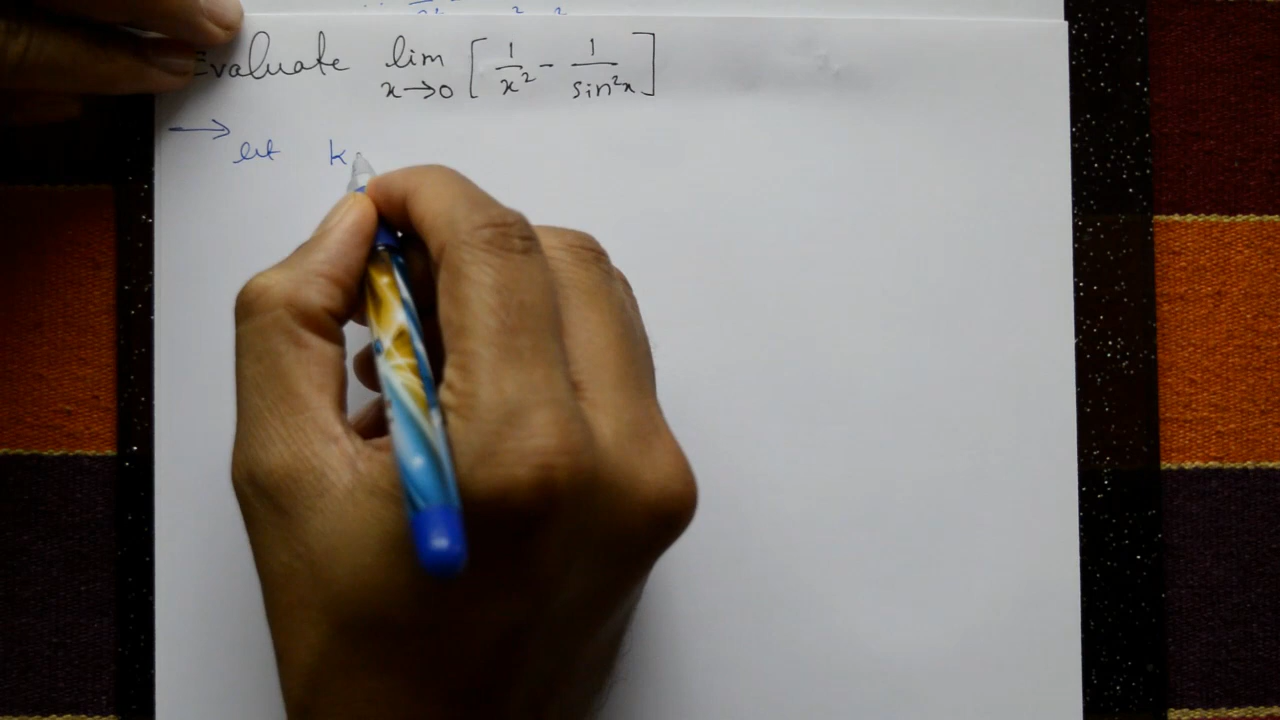 Evaluate lim x→0 [ 1/x² - 1/sin²x ]
→ let k